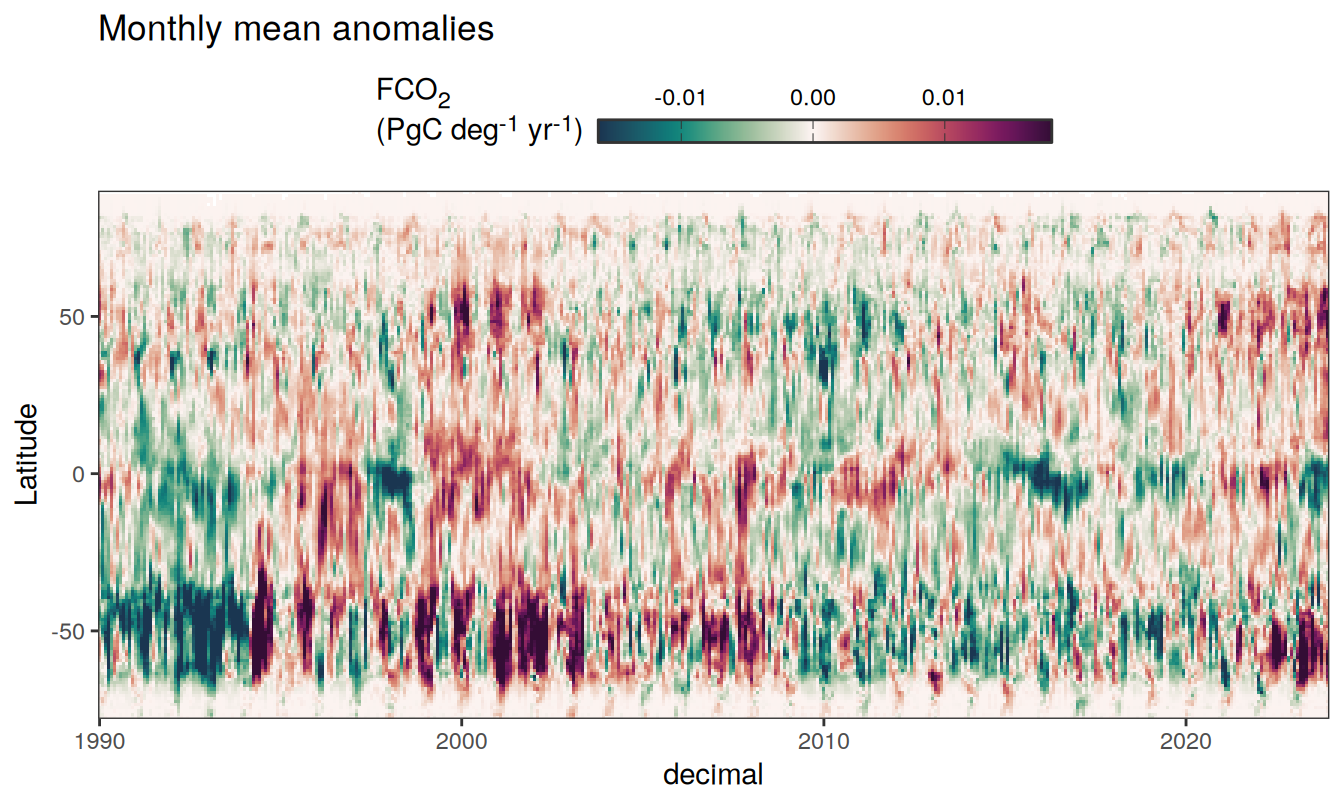 Monthly mean anomalies
FCO₂
(PgC deg⁻¹ yr⁻¹)
-0.01 0.00 0.01
Latitude
50
0
-50
1990 2000 2010 2020
decimal